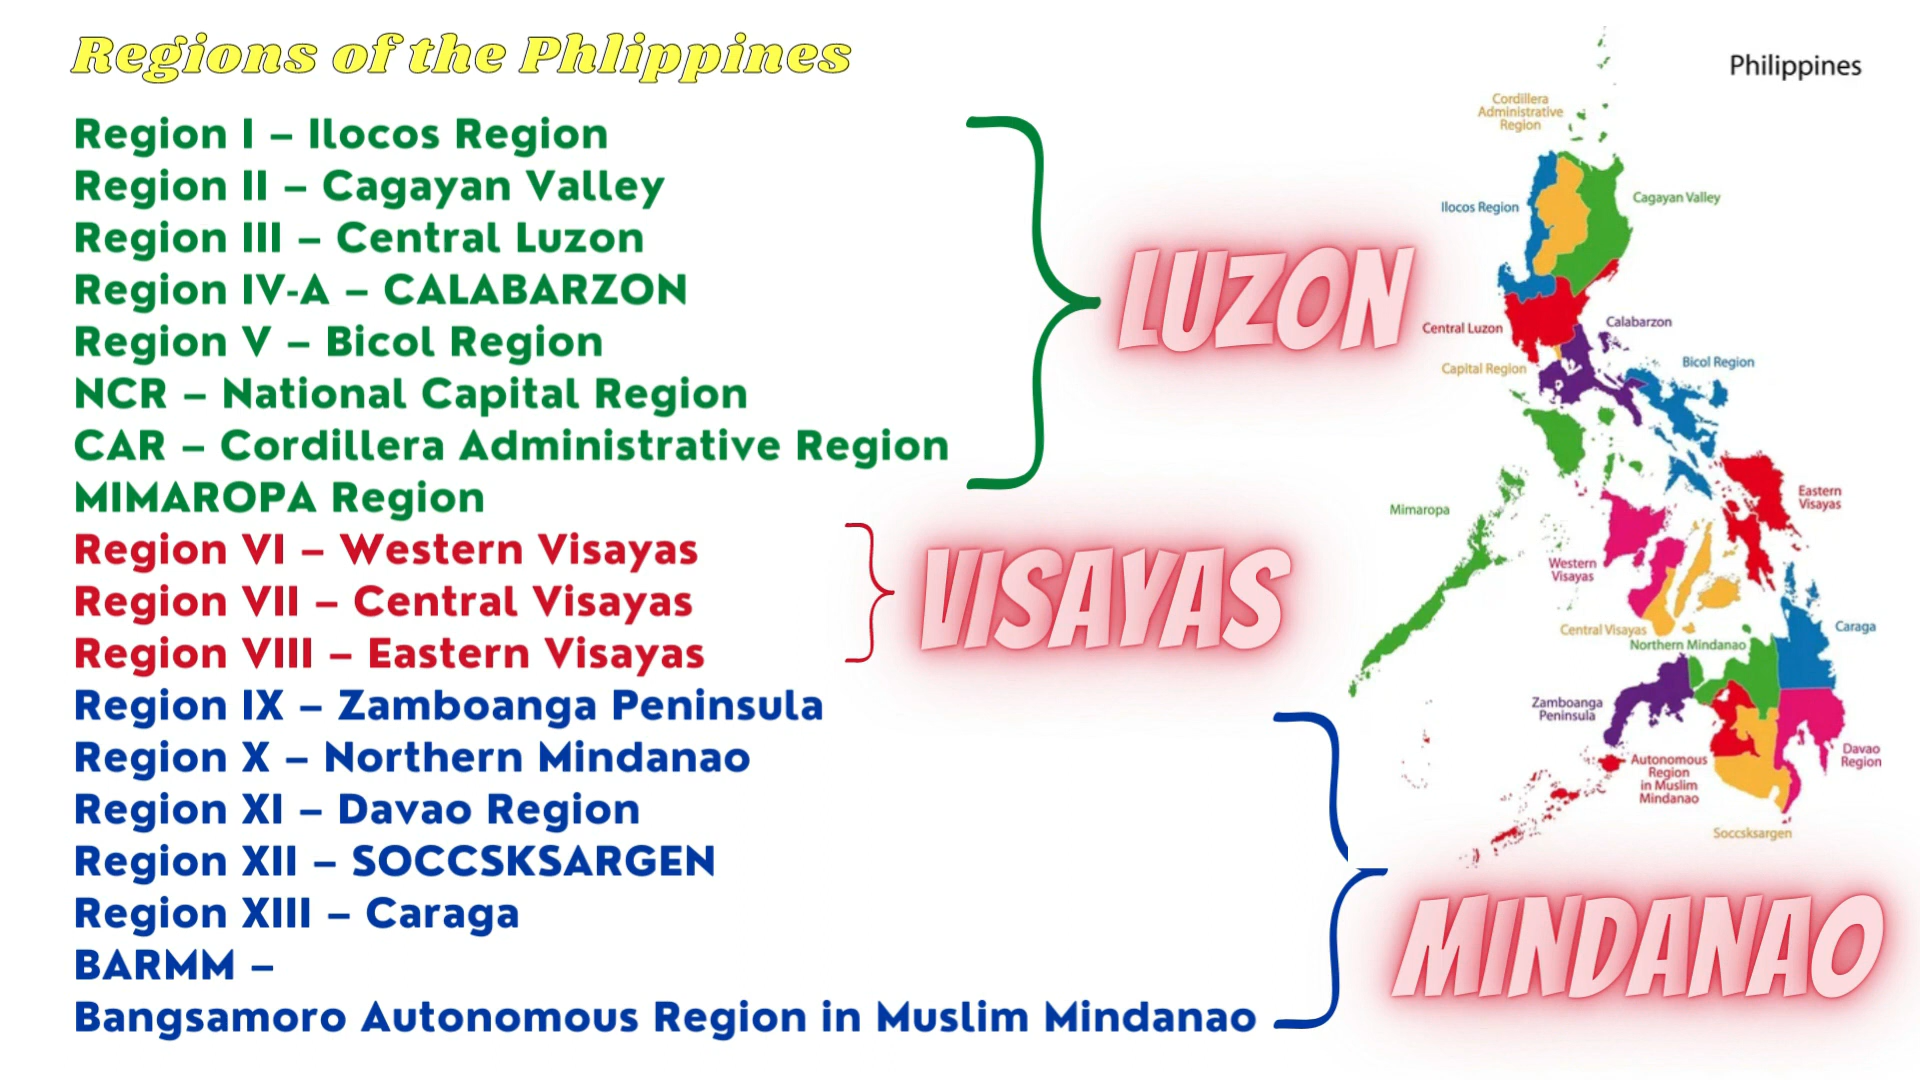 Regions of the Phlippines
Region I – Ilocos Region
Region II – Cagayan Valley
Region III – Central Luzon
Region IV-A – CALABARZON
Region V – Bicol Region
NCR – National Capital Region
CAR – Cordillera Administrative Region
MIMAROPA Region
Region VI – Western Visayas
Region VII – Central Visayas
Region VIII – Eastern Visayas
Region IX – Zamboanga Peninsula
Region X – Northern Mindanao
Region XI – Davao Region
Region XII – SOCCSKSARGEN
Region XIII – Caraga
BARMM –
Bangsamoro Autonomous Region in Muslim Mindanao
LUZON
VISAYAS
MINDANAO
Philippines
Cordillera
Administrative
Region
Ilocos Region
Cagayan Valley
Central Luzon
Calabarzon
Capital Region
Bicol Region
Mimaropa
Eastern
Visayas
Western
Visayas
Central Visayas
Caraga
Northern Mindanao
Zamboanga
Peninsula
Davao
Region
Autonomous
Region
in Muslim
Mindanao
Soccsksargen